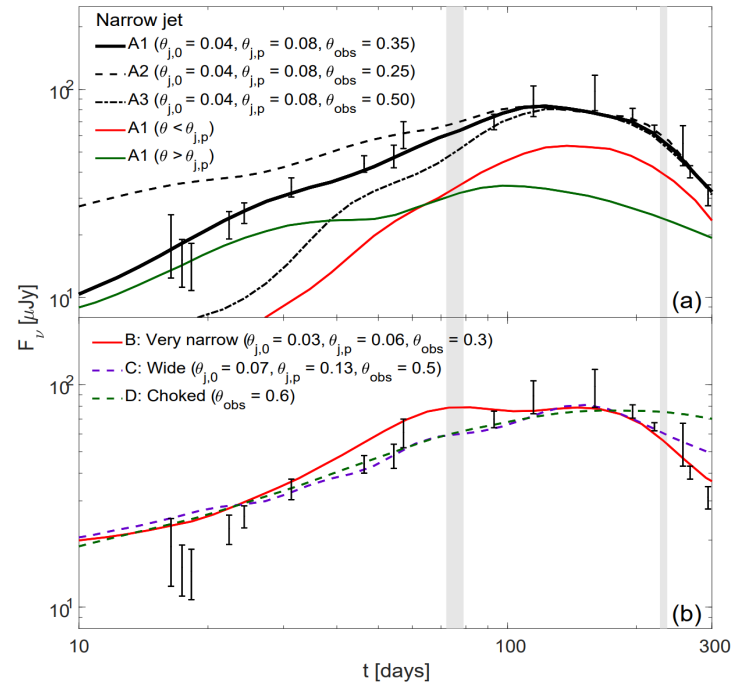 Narrow jet
A1 (θj,0 = 0.04, θj,p = 0.08, θobs = 0.35)
A2 (θj,0 = 0.04, θj,p = 0.08, θobs = 0.25)
A3 (θj,0 = 0.04, θj,p = 0.08, θobs = 0.50)
A1 (θ < θj,p)
A1 (θ > θj,p)
10²
10¹
(a)
Fν [μJy]
B: Very narrow (θj,0 = 0.03, θj,p = 0.06, θobs = 0.3)
C: Wide (θj,0 = 0.07, θj,p = 0.13, θobs = 0.5)
D: Choked (θobs = 0.6)
10²
10¹
(b)
10 100 300
t [days]